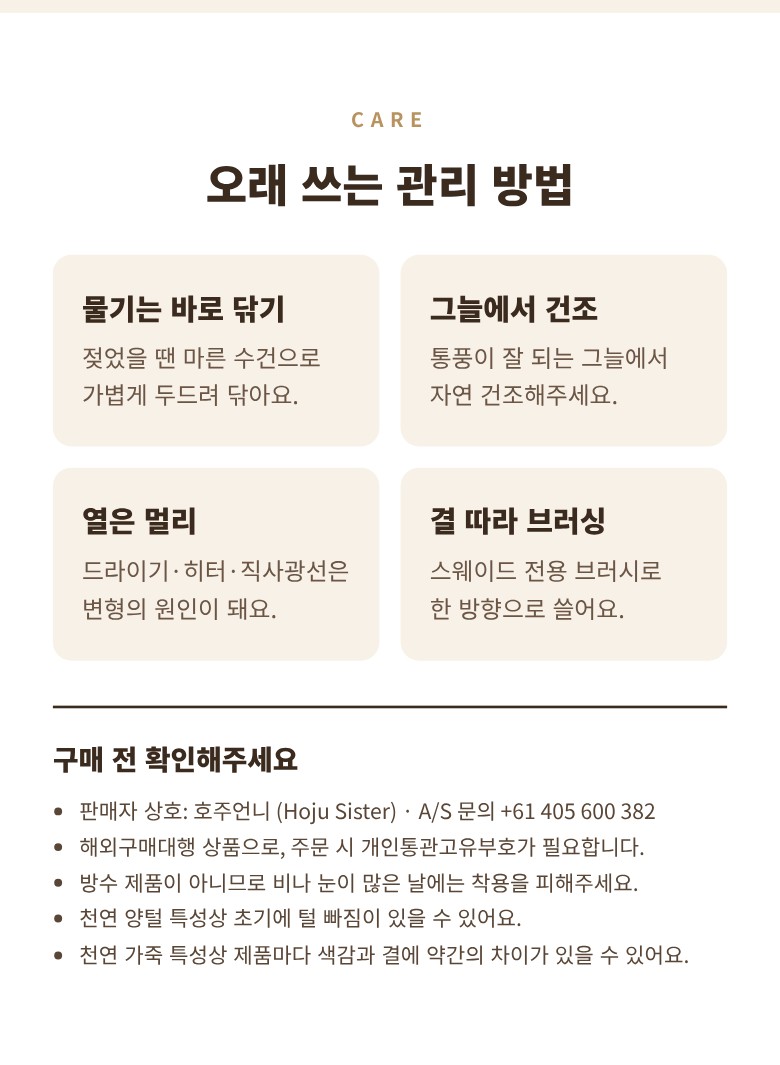 CARE
오래 쓰는 관리 방법
물기는 바로 닦기
젖었을 땐 마른 수건으로
가볍게 두드려 닦아요.
그늘에서 건조
통풍이 잘 되는 그늘에서
자연 건조해주세요.
열은 멀리
드라이기·히터·직사광선은
변형의 원인이 돼요.
결 따라 브러싱
스웨이드 전용 브러시로
한 방향으로 쓸어요.
구매 전 확인해주세요
• 판매자 상호: 호주언니 (Hoju Sister) · A/S 문의 +61 405 600 382
• 해외구매대행 상품으로, 주문 시 개인통관고유부호가 필요합니다.
• 방수 제품이 아니므로 비나 눈이 많은 날에는 착용을 피해주세요.
• 천연 양털 특성상 초기에 털 빠짐이 있을 수 있어요.
• 천연 가죽 특성상 제품마다 색감과 결에 약간의 차이가 있을 수 있어요.